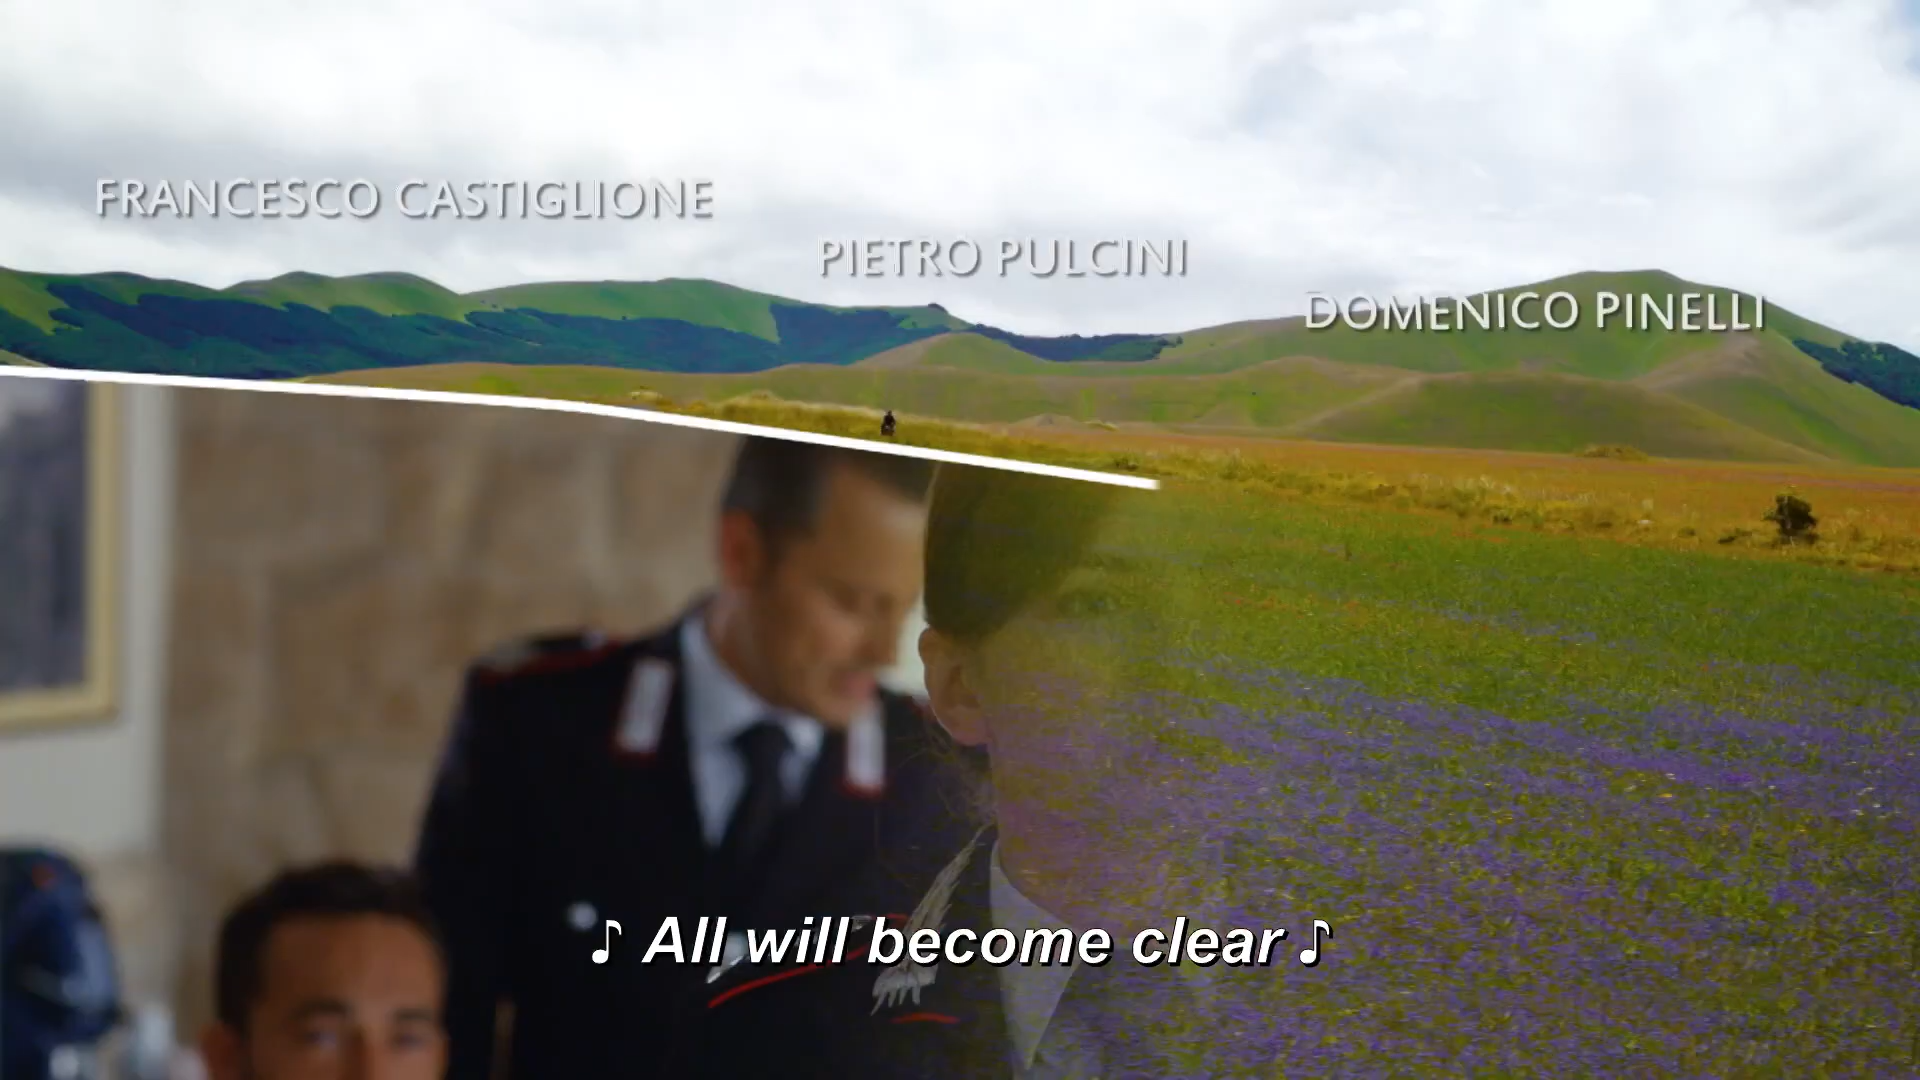 FRANCESCO CASTIGLIONE
PIETRO PULCINI
DOMENICO PINELLI
♪ All will become clear ♪